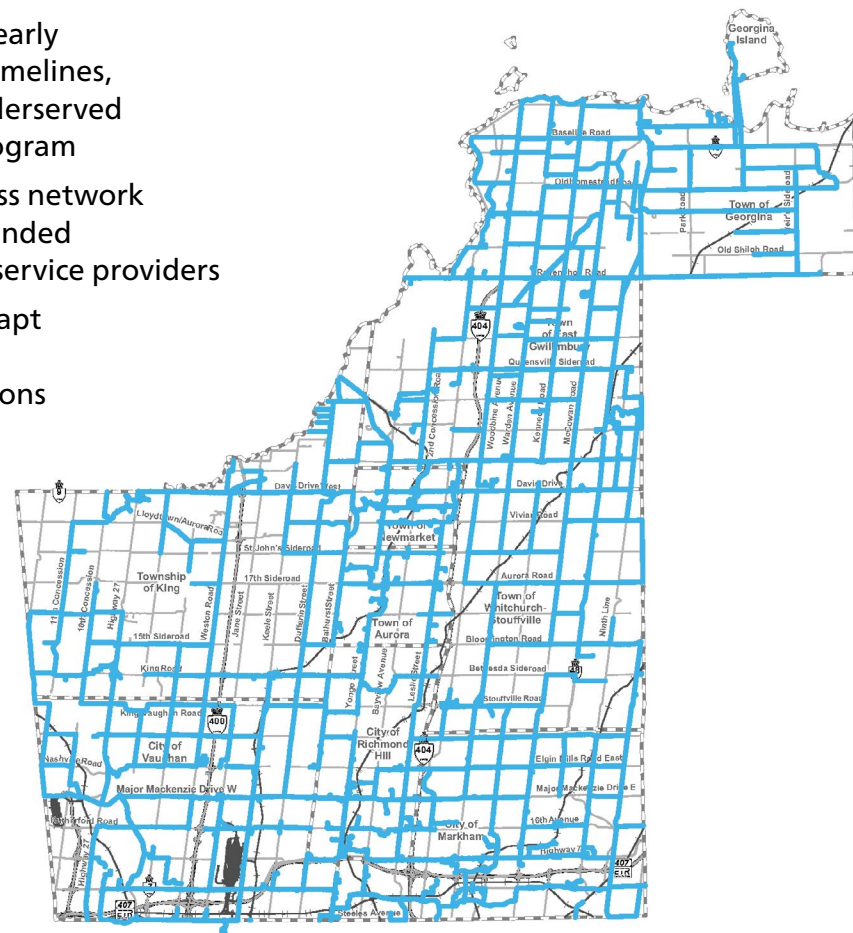 early
melines,
derserved
ogram
ss network
nded
service providers
apt
ons
Georgina
Island
Baseline Road
Old Homestead Road
Park Road
Weir's Sideroad
Town of
Georgina
Old Shiloh Road
Ravenshoe Road
404
Town
of East
Gwillimbury
Queensville Sideroad
2nd Concession Road
Woodbine Avenue
Warden Avenue
Kennedy Road
McCowan Road
9
Davis Drive West
Davis Drive
Lloydtown/Aurora Road
Vivian Road
Town of
Newmarket
St John's Sideroad
17th Sideroad
Aurora Road
11th Concession
10th Concession
Highway 27
Township
of King
Weston Road
Jane Street
Keele Street
Dufferin Street
Bathurst Street
Town of
Whitchurch-
Stouffville
Ninth Line
Town of
Aurora
15th Sideroad
Bloomington Road
King Road
Bethesda Sideroad
48
Yonge Street
Bayview Avenue
Leslie Street
Stouffville Road
King Vaughan Road
400
City of
Richmond
Hill
404
City of
Vaughan
Nashville Road
Elgin Mills Road East
Major Mackenzie Drive W
Major Mackenzie Drive E
Rutherford Road
16th Avenue
City of
Markham
Highway 7
Highway 27
407
ETR
7
407
ETR
Steeles Avenue